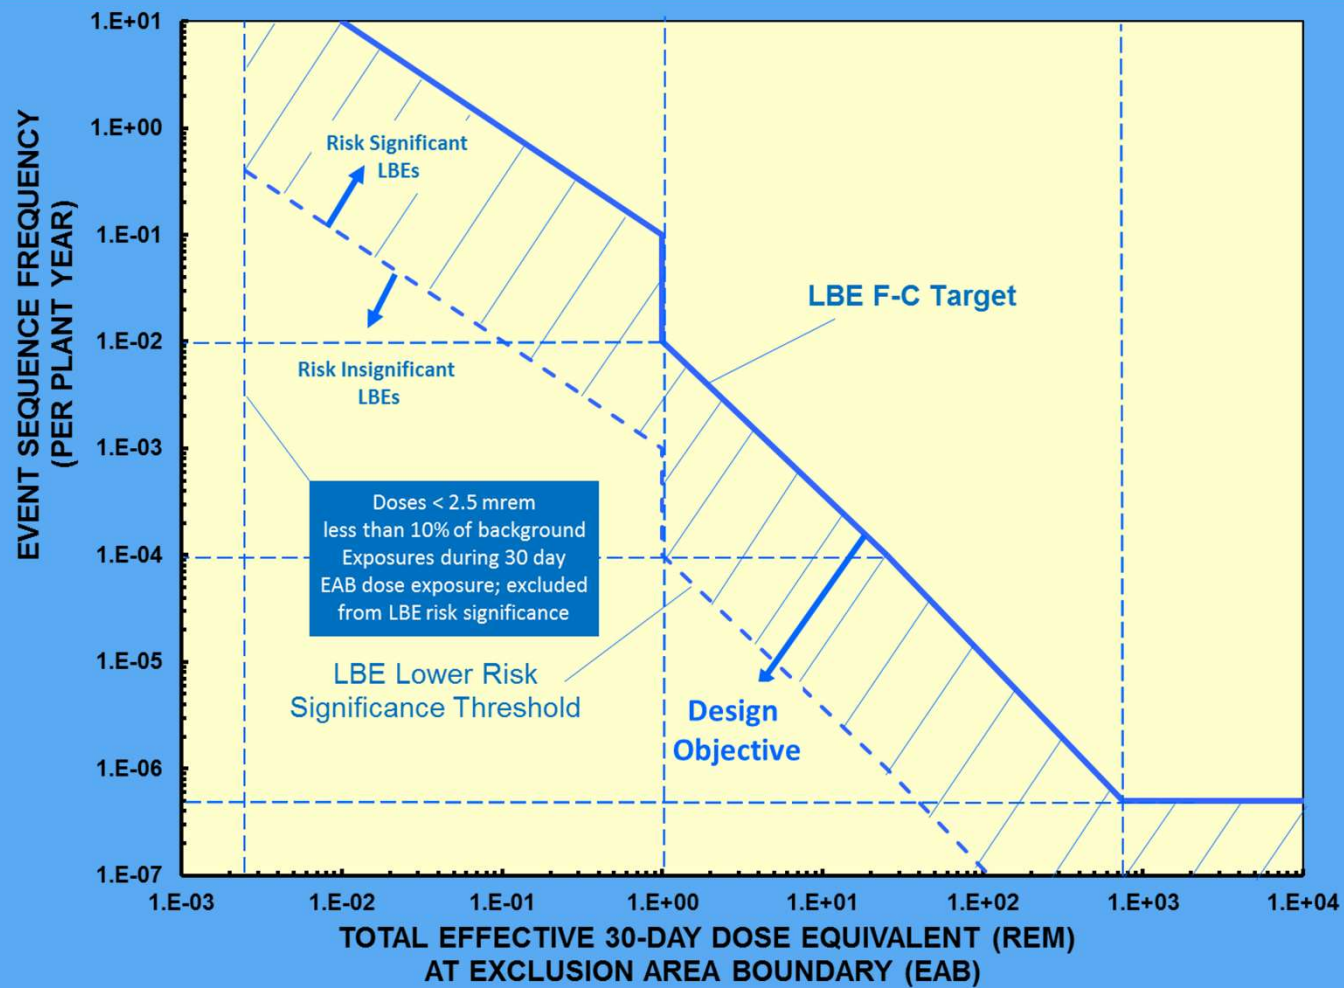 1.E+01
1.E+00
1.E-01
1.E-02
1.E-03
1.E-04
1.E-05
1.E-06
1.E-07
EVENT SEQUENCE FREQUENCY
(PER PLANT YEAR)
Risk Significant
LBEs
LBE F-C Target
Risk Insignificant
LBEs
Doses < 2.5 mrem
less than 10% of background
Exposures during 30 day
EAB dose exposure; excluded
from LBE risk significance
LBE Lower Risk
Significance Threshold
Design
Objective
1.E-03
1.E-02
1.E-01
1.E+00
1.E+01
1.E+02
1.E+03
1.E+04
TOTAL EFFECTIVE 30-DAY DOSE EQUIVALENT (REM)
AT EXCLUSION AREA BOUNDARY (EAB)